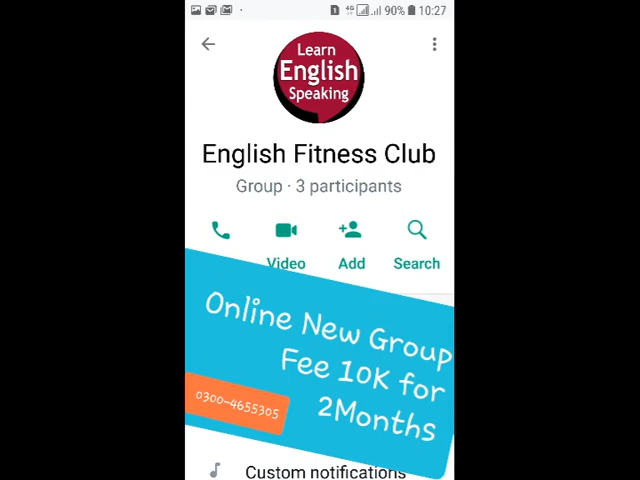 90% 10:27
Learn
English
Speaking
English Fitness Club
Group · 3 participants
Video Add Search
Online New Group
Fee 10K for
2Months
0300-4655305
Custom notifications